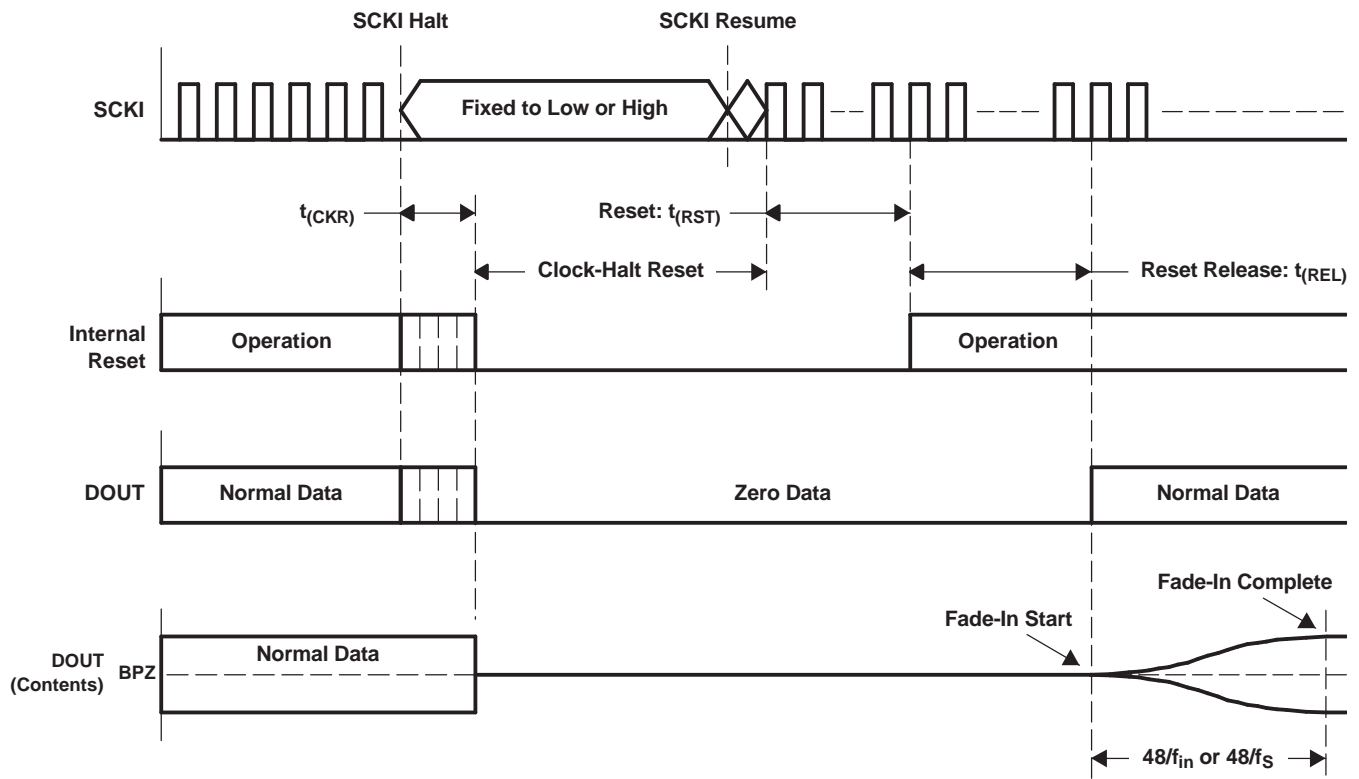 SCKI Halt
SCKI Resume
SCKI
Fixed to Low or High
t(CKR)
Reset: t(RST)
Clock-Halt Reset
Reset Release: t(REL)
Internal
Reset
Operation
Operation
DOUT
Normal Data
Zero Data
Normal Data
Fade-In Complete
Fade-In Start
DOUT
(Contents)
BPZ
Normal Data
48/fin or 48/fS